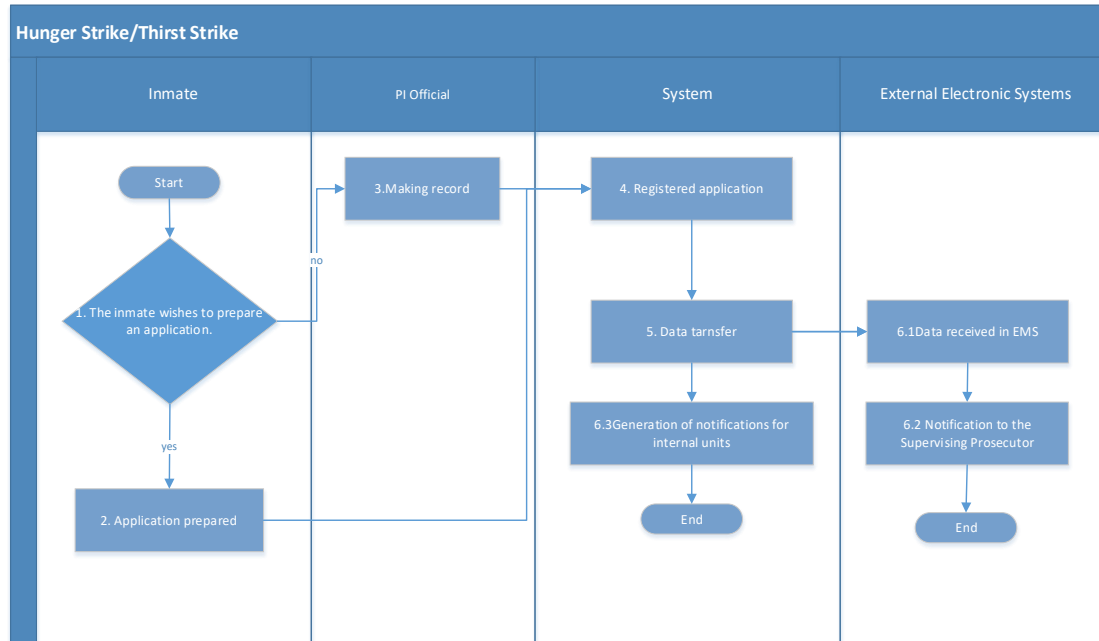 Hunger Strike/Thirst Strike
Inmate
PI Official
System
External Electronic Systems
Start
3.Making record
4. Registered application
no
1. The inmate wishes to prepare
an application.
5. Data tarnsfer
6.1Data received in EMS
6.3Generation of notifications for
internal units
6.2 Notification to the
Supervising Prosecutor
yes
2. Application prepared
End
End